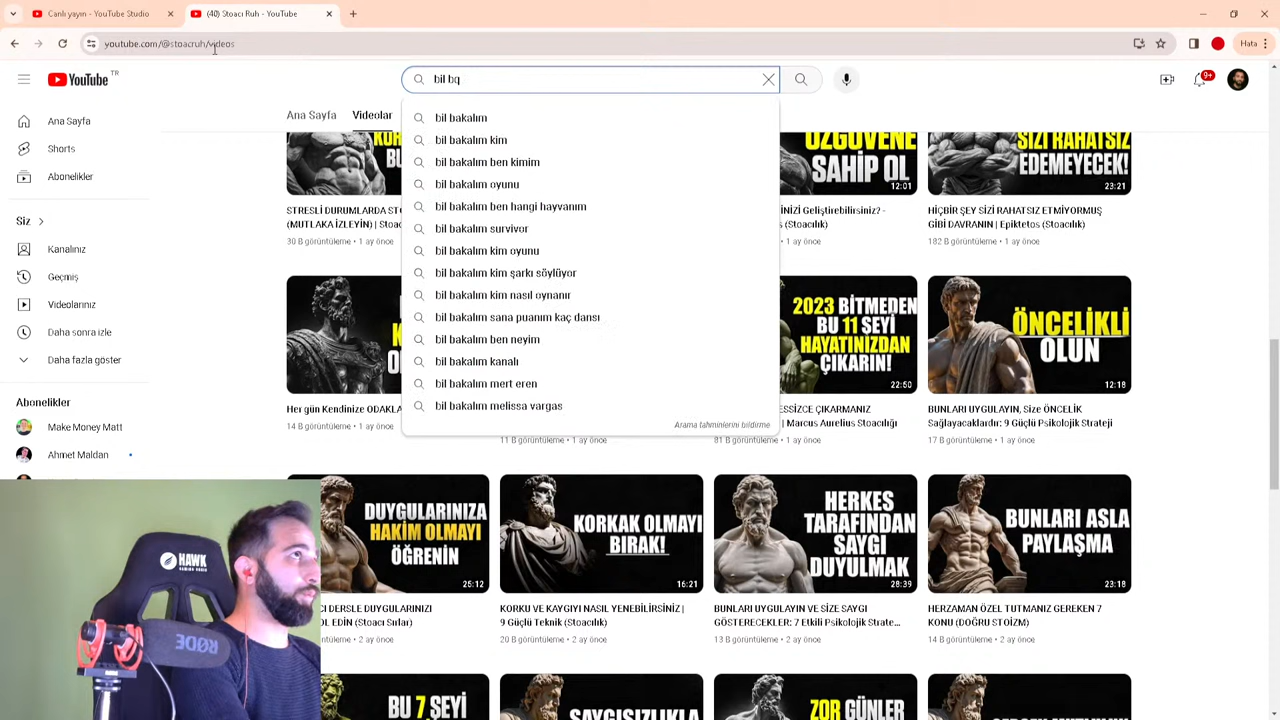 Canlı yayın - YouTube Studio
(40) Stoacı Ruh - YouTube
youtube.com/@stoacruh/videos
Hata
YouTube TR
bil bq
9+
Ana Sayfa
Shorts
Abonelikler
Siz
Kanalınız
Geçmiş
Videolarınız
Daha sonra izle
Daha fazla göster
Abonelikler
Make Money Matt
Ahmet Maldan
Ana Sayfa
Videolar
bil bakalım
bil bakalım kim
bil bakalım ben kimim
bil bakalım oyunu
bil bakalım ben hangi hayvanım
bil bakalım survivor
bil bakalım kim oyunu
bil bakalım kim şarkı söylüyor
bil bakalım kim nasıl oynanır
bil bakalım sana puanım kaç dansı
bil bakalım ben neyim
bil bakalım kanalı
bil bakalım mert eren
bil bakalım melissa vargas
Arama tahminlerini bildirme
ÖZGÜVENE
SAHİP OL
12:01
SİZİ RAHATSIZ
EDEMEYECEK!
23:21
STRESLİ DURUMLARDA
(MUTLAKA İZLEYİN) |
30 B görüntüleme • 1 ay önce
Geliştirebilirsiniz? -
(Stoacılık)
1 ay önce
HİÇBİR ŞEY SİZİ RAHATSIZ ETMİYORMUŞ
GİBİ DAVRANIN | Epiktetos (Stoacılık)
182 B görüntüleme • 1 ay önce
2023 BİTMEDEN
BU 11 ŞEYİ
HAYATINIZDAN
ÇIKARIN!
22:50
ÖNCELİKLİ
OLUN
12:18
Her gün Kendinize
14 B görüntüleme • 1 ay
11 B görüntüleme • 1 ay önce
ÇIKARMANIZ
| Marcus Aurelius Stoacılığı
81 B görüntüleme • 1 ay önce
BUNLARI UYGULAYIN, Size ÖNCELİK
Sağlayacaklardır: 9 Güçlü Psikolojik Strateji
17 B görüntüleme • 1 ay önce
DUYGULARINIZA
HAKİM OLMAYI
ÖĞRENİN
25:12
KORKAK OLMAYI
BIRAK!
16:21
HERKES
TARAFINDAN
SAYGI
DUYULMAK
28:39
BUNLARI ASLA
PAYLAŞMA
23:18
DERSLE DUYGULARINIZI
EDİN (Stoacı Sırlar)
görüntüleme • 2 ay önce
KORKU VE KAYGIYI NASIL YENEBİLİRSİNİZ |
9 Güçlü Teknik (Stoacılık)
20 B görüntüleme • 2 ay önce
BUNLARI UYGULAYIN VE SİZE SAYGI
GÖSTERECEKLER: 7 Etkili Psikolojik Strate...
13 B görüntüleme • 2 ay önce
HERZAMAN ÖZEL TUTMANIZ GEREKEN 7
KONU (DOĞRU STOİZM)
14 B görüntüleme • 2 ay önce
HAWK
RØDE
BU 7 ŞEYİ
SAYGISIZLIKLA
ZOR GÜNLER